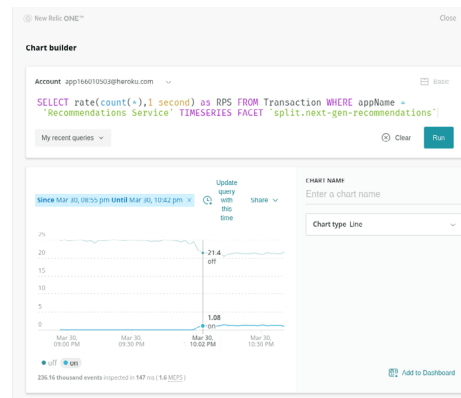 New Relic ONE™
Close
Chart builder
Account app166010503@heroku.com
Basic
SELECT rate(count(*),1 second) as RPS FROM Transaction WHERE appName =
'Recommendations Service' TIMESERIES FACET `split.next-gen-recommendations`
My recent queries
Clear
Run
Since Mar 30, 08:55 pm Until Mar 30, 10:42 pm ×
Update
query
with
this
time
Share
CHART NAME
Enter a chart name
Chart type Line
25
20
15
10
5
0
21.4
off
1.08
on
Mar 30,
09:00 PM
Mar 30,
09:30 PM
Mar 30,
10:02 PM
Mar 30,
10:30 PM
off
on
236.16 thousand events inspected in 147 ms ( 1.6 MEPS )
Add to Dashboard